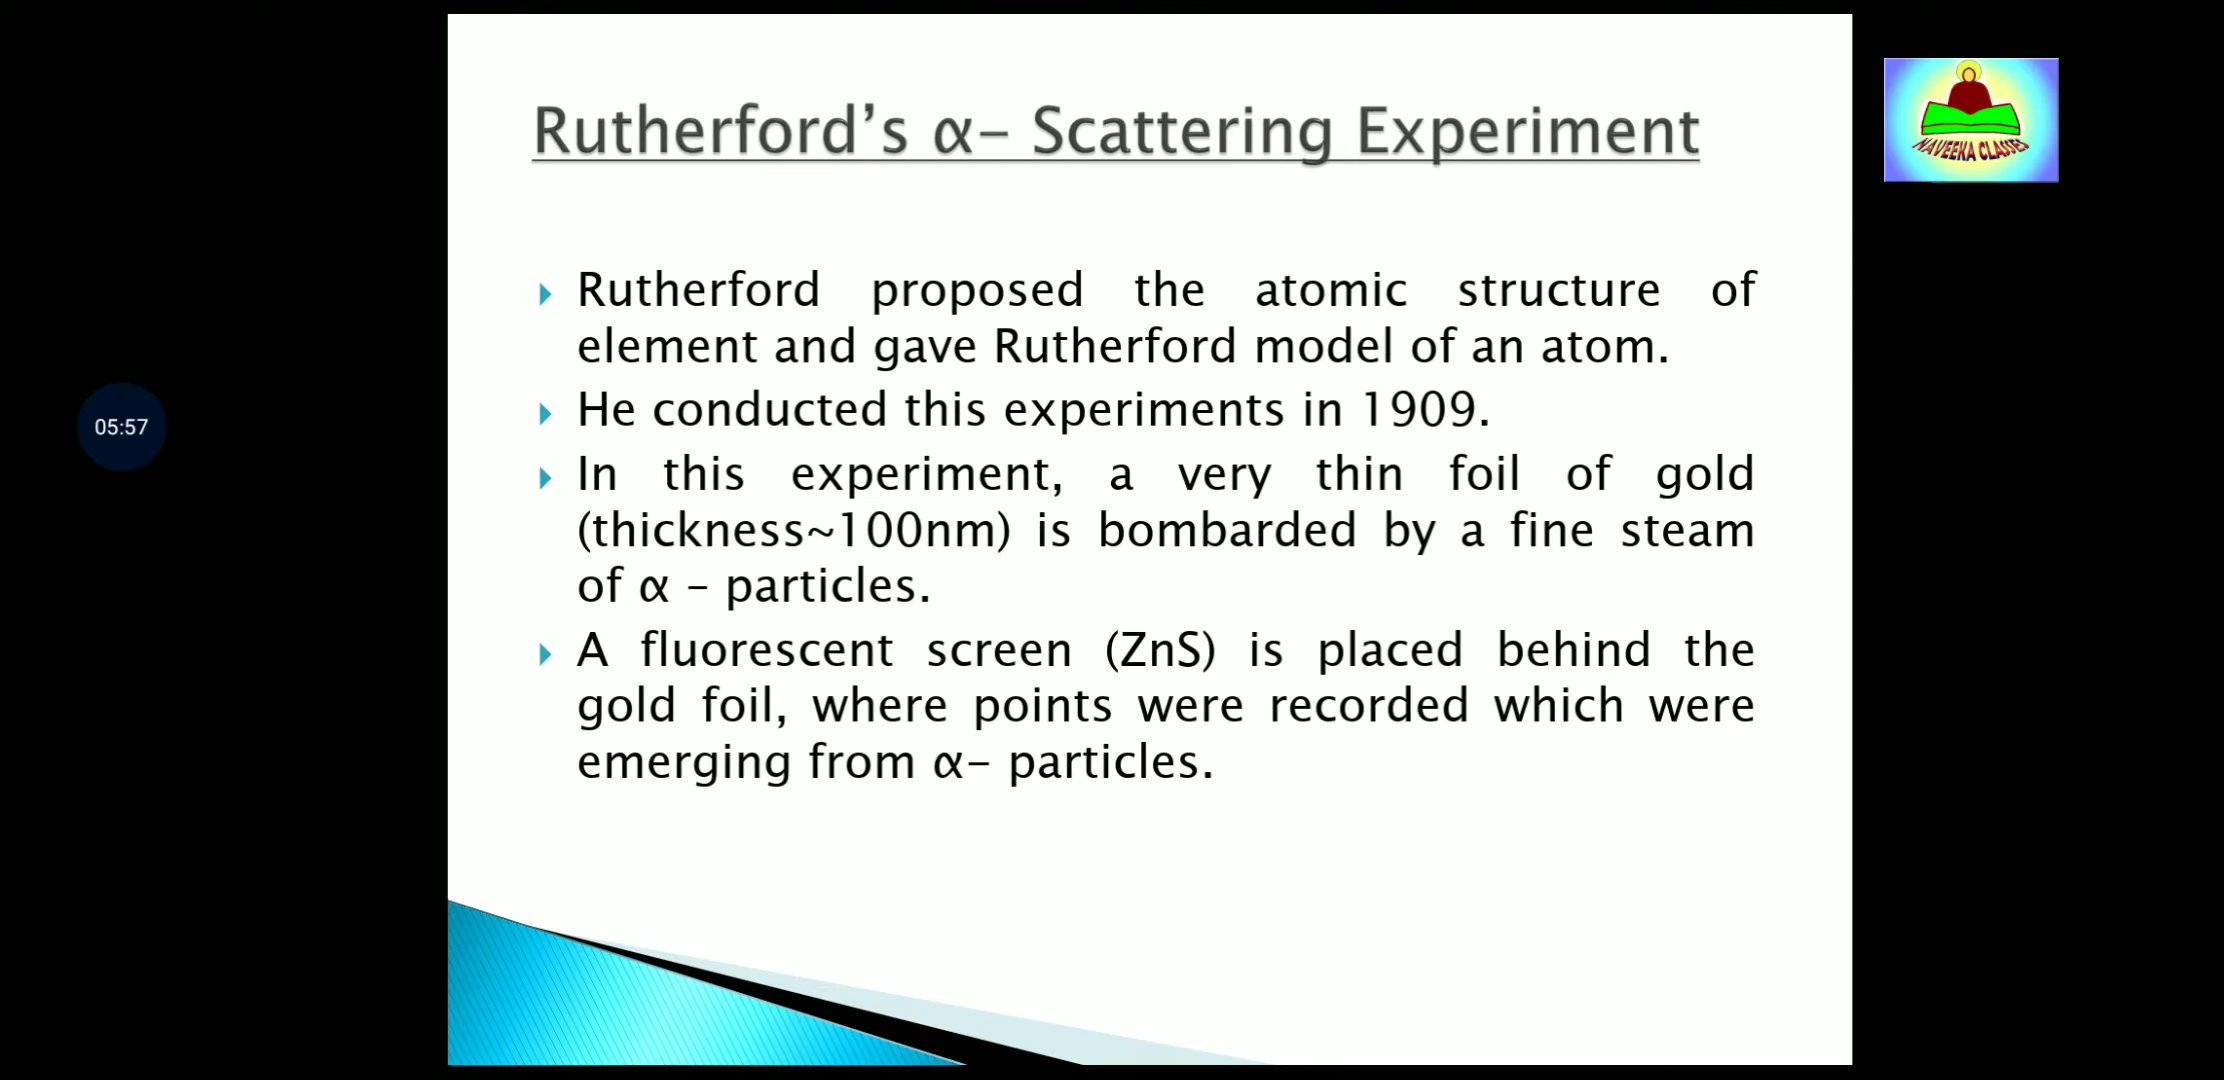 Rutherford’s α- Scattering Experiment
NAVEEKA CLASSES
Rutherford proposed the atomic structure of
element and gave Rutherford model of an atom.
He conducted this experiments in 1909.
05:57
In this experiment, a very thin foil of gold
(thickness~100nm) is bombarded by a fine steam
of α – particles.
A fluorescent screen (ZnS) is placed behind the
gold foil, where points were recorded which were
emerging from α- particles.